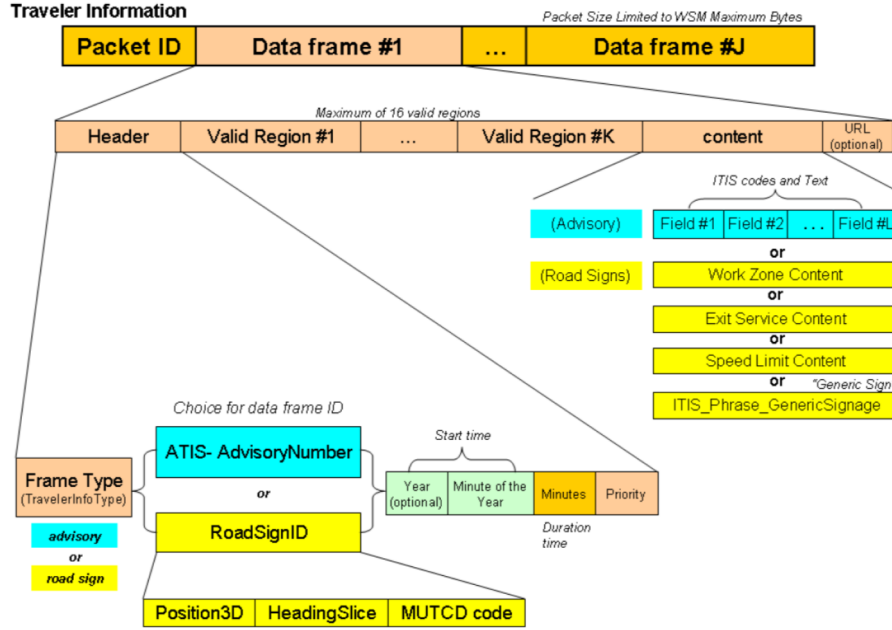 Traveler Information
Packet Size Limited to WSM Maximum Bytes
Packet ID Data frame #1 ... Data frame #J
Maximum of 16 valid regions
Header Valid Region #1 ... Valid Region #K content URL
(optional)
ITIS codes and Text
(Advisory) Field #1 Field #2 ... Field #L
or
(Road Signs) Work Zone Content
or
Exit Service Content
or
Speed Limit Content
or "Generic Sign
ITIS_Phrase_GenericSignage
Choice for data frame ID
ATIS- AdvisoryNumber
or
RoadSignID
Frame Type
(TravelerInfoType)
advisory
or
road sign
Start time
Year
(optional)
Minute of the
Year
Minutes
Priority
Duration
time
Position3D HeadingSlice MUTCD code